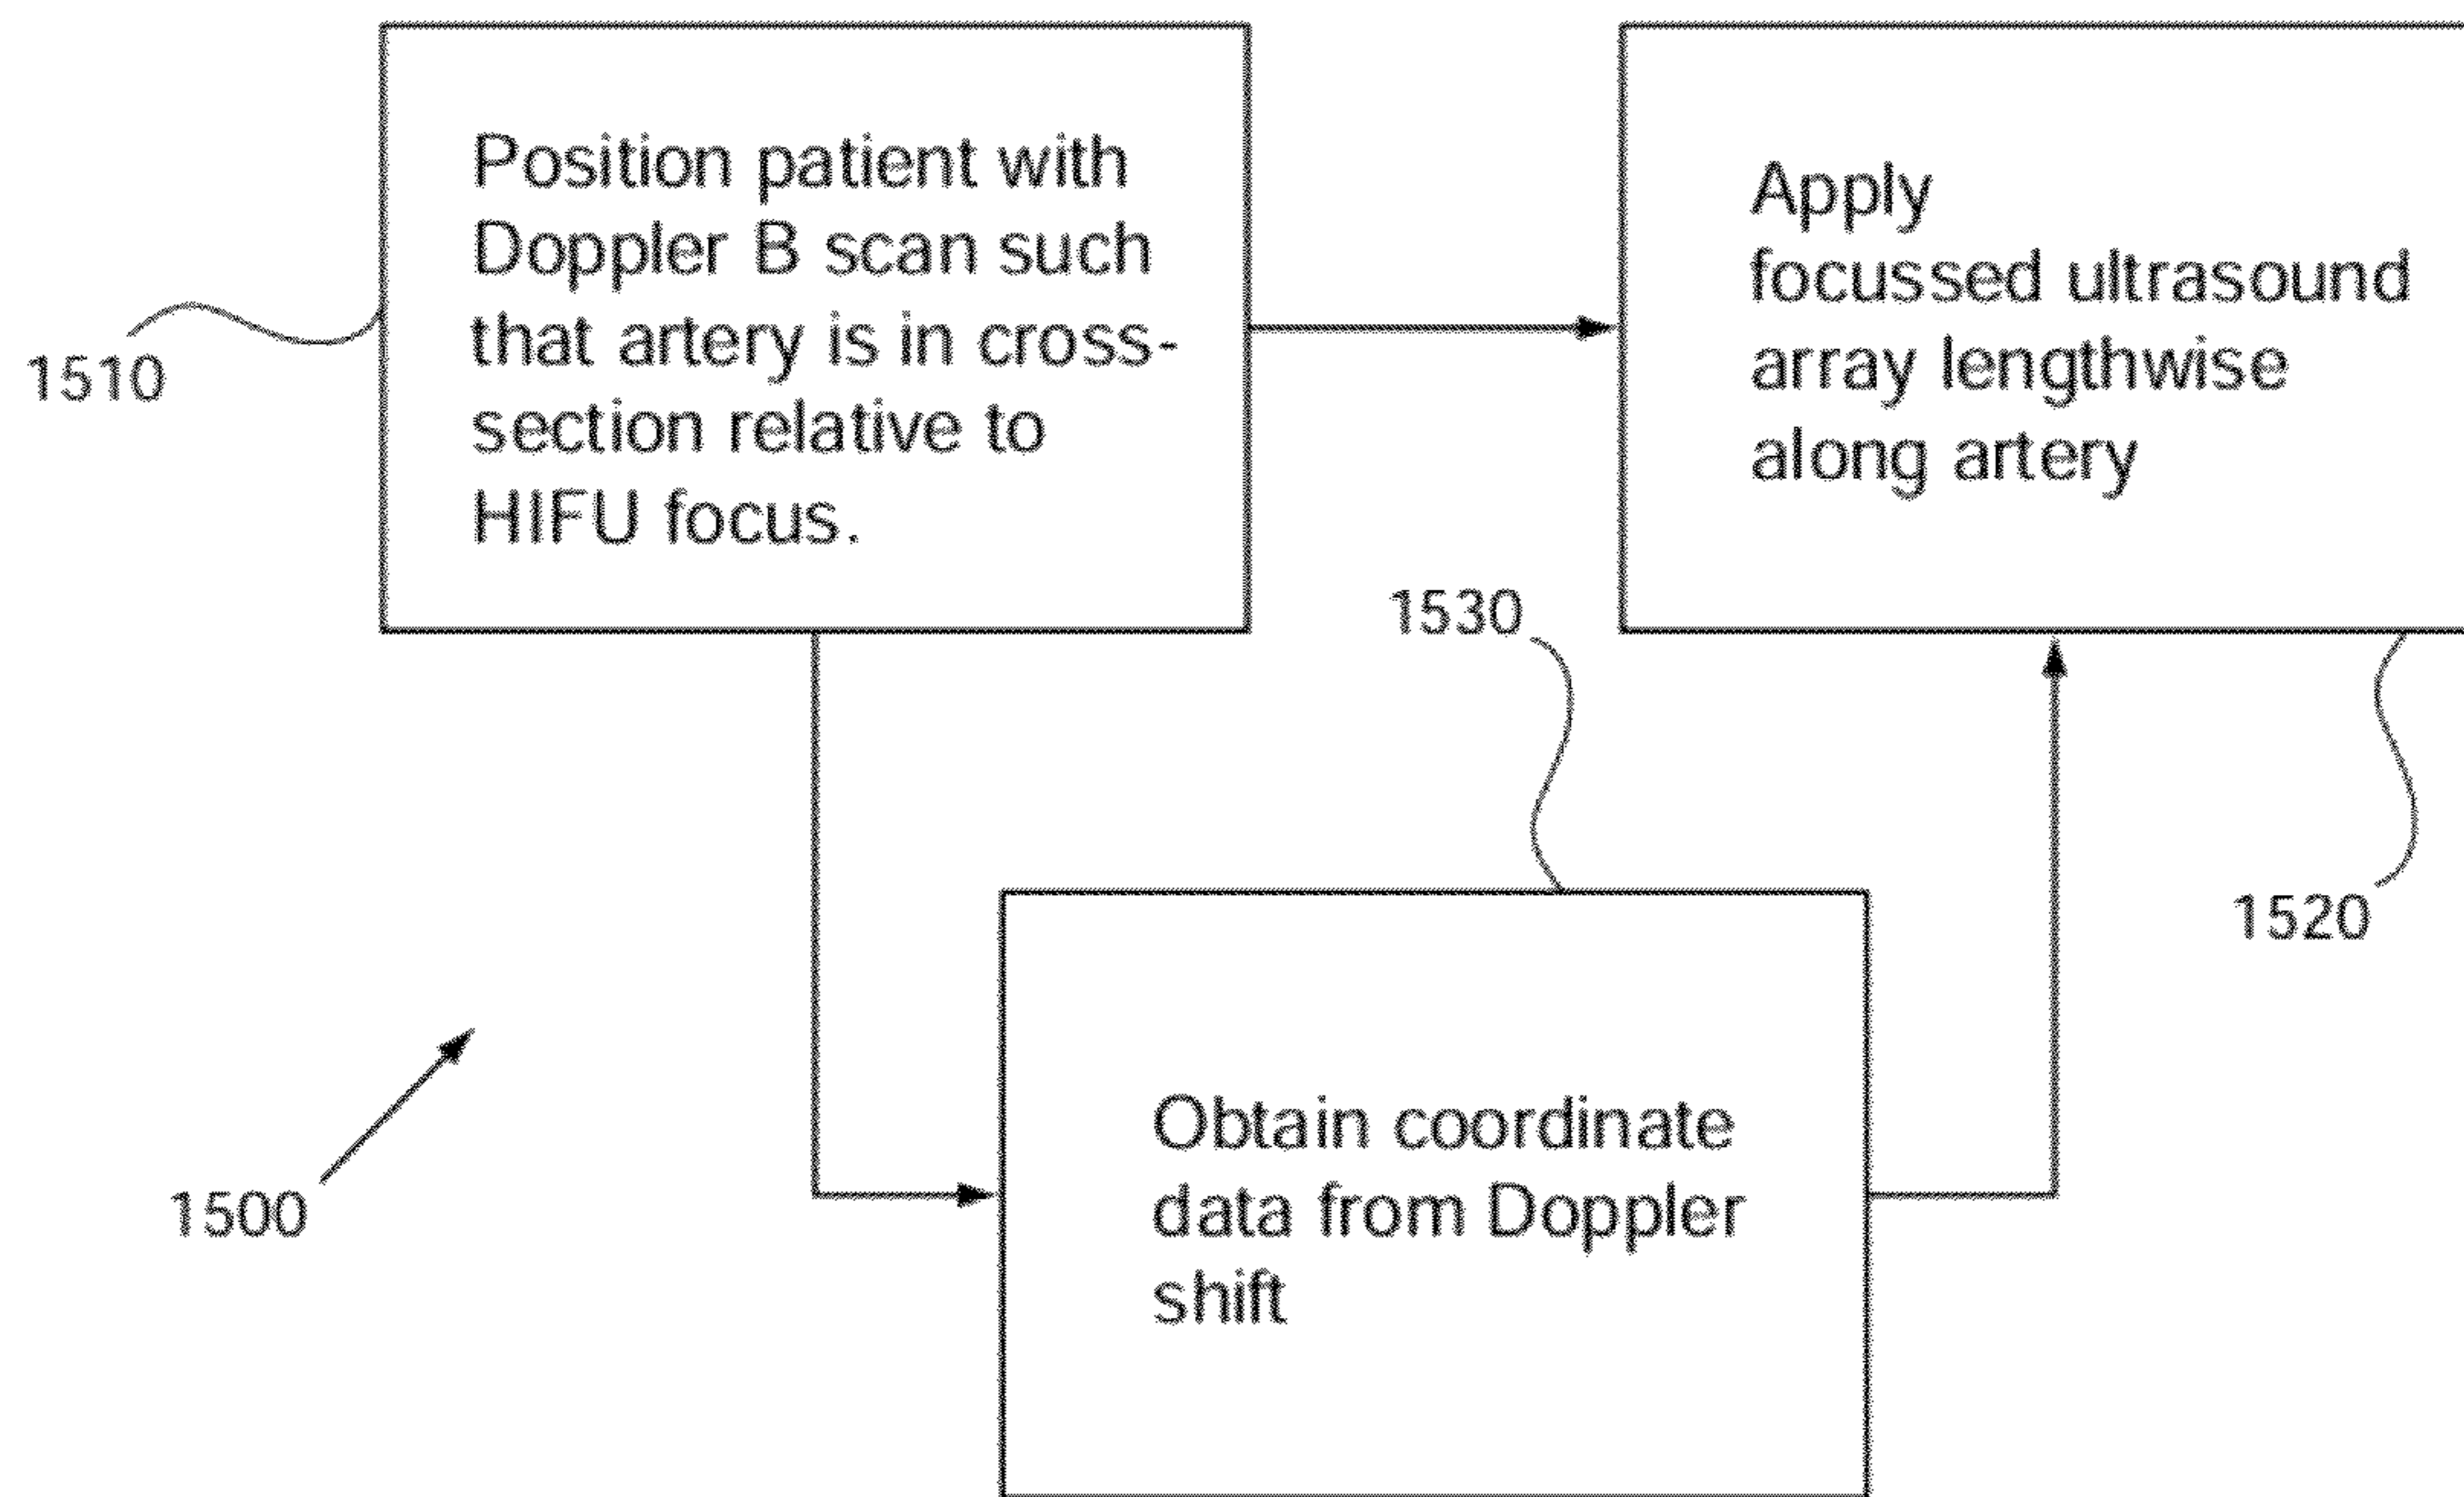 Position patient with
Doppler B scan such
that artery is in cross-
section relative to
HIFU focus.
1510
Apply
focussed ultrasound
array lengthwise
along artery
1520
1530
Obtain coordinate
data from Doppler
shift
1500